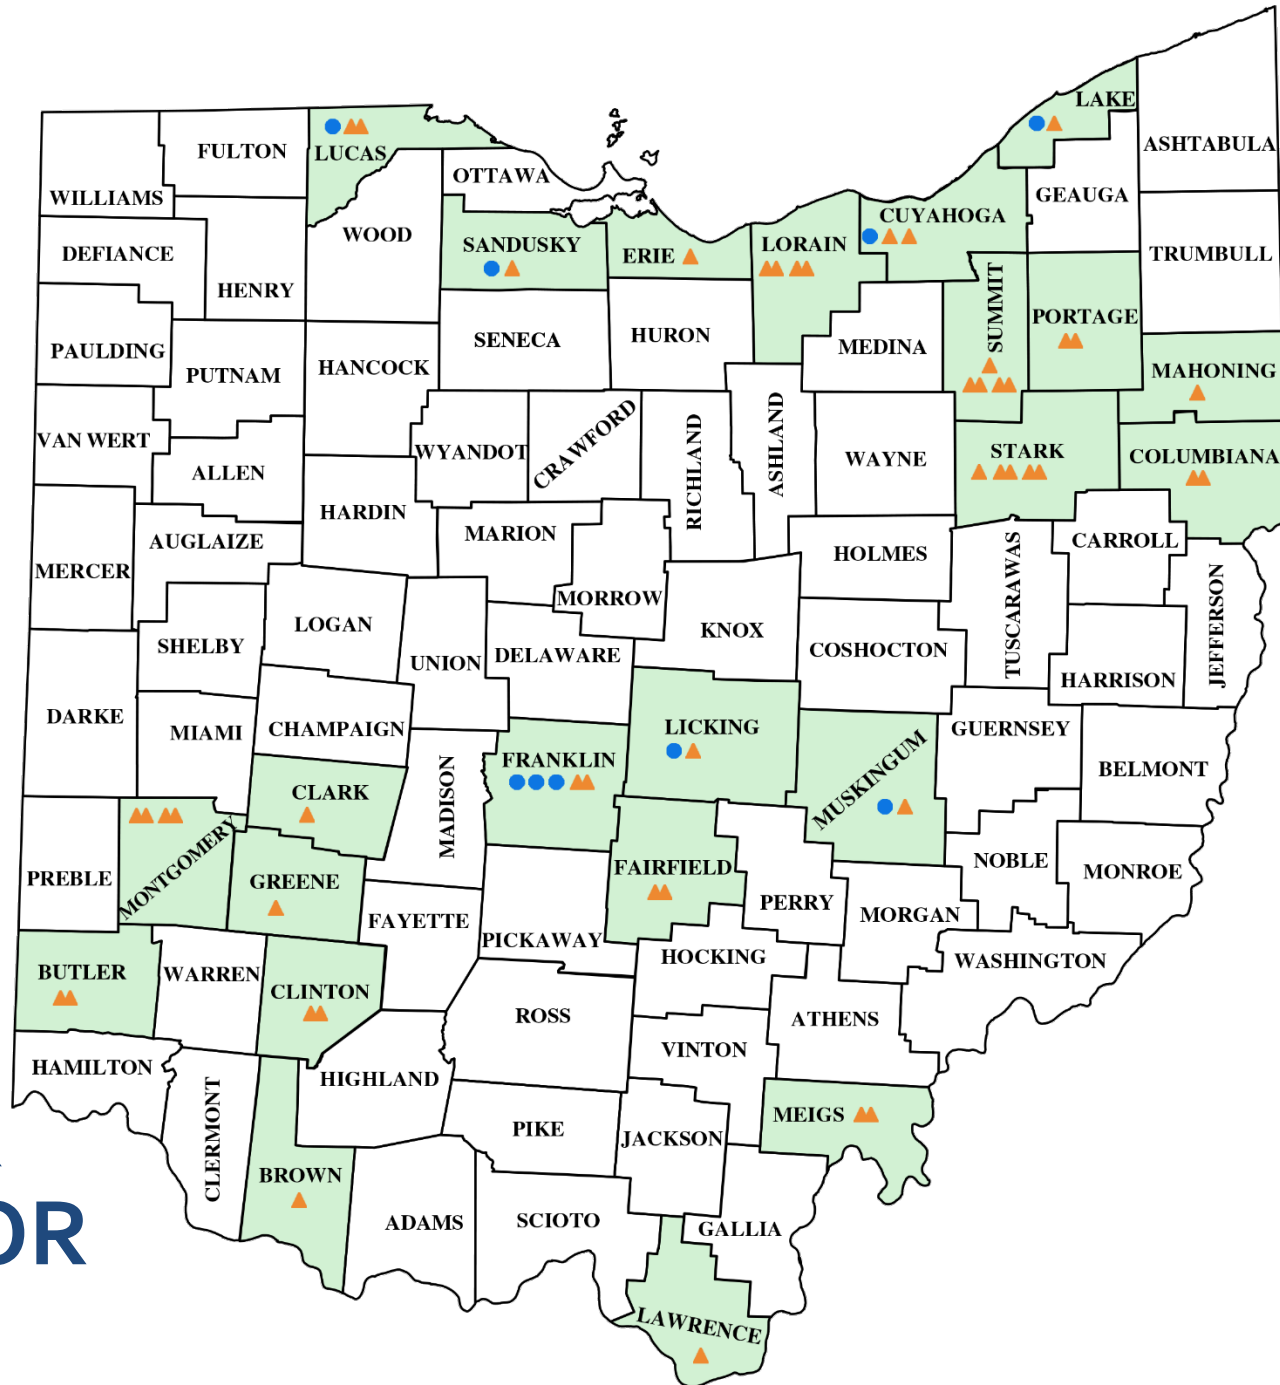 LAKE
ASHTABULA
FULTON
LUCAS
OTTAWA
WILLIAMS
GEAUGA
CUYAHOGA
WOOD
SANDUSKY
ERIE
LORAIN
DEFIANCE
TRUMBULL
HENRY
SUMMIT
PORTAGE
SENECA
HURON
MEDINA
PAULDING
PUTNAM
HANCOCK
MAHONING
VAN WERT
WYANDOT
CRAWFORD
RICHLAND
ASHLAND
WAYNE
STARK
COLUMBIANA
ALLEN
HARDIN
MARION
AUGLAIZE
HOLMES
CARROLL
MERCER
MORROW
TUSCARAWAS
JEFFERSON
LOGAN
KNOX
SHELBY
UNION
DELAWARE
COSHOCTON
HARRISON
DARKE
MIAMI
CHAMPAIGN
LICKING
GUERNSEY
FRANKLIN
MUSKINGUM
BELMONT
CLARK
MADISON
MONTGOMERY
PREBLE
GREENE
FAIRFIELD
NOBLE
MONROE
PERRY
FAYETTE
MORGAN
PICKAWAY
HOCKING
WASHINGTON
BUTLER
WARREN
CLINTON
ROSS
ATHENS
VINTON
HAMILTON
HIGHLAND
CLERMONT
MEIGS
PIKE
JACKSON
BROWN
ADAMS
SCIOTO
GALLIA
OR
LAWRENCE